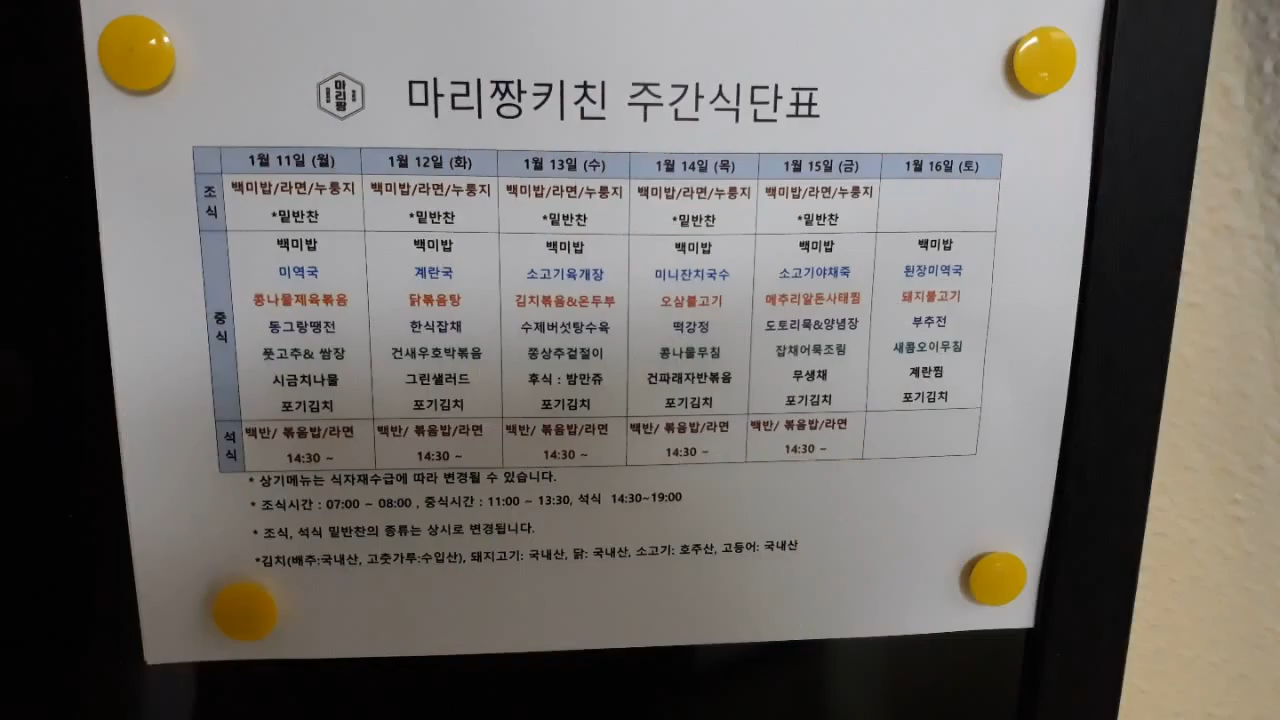 마리짱
마리짱키친 주간식단표
1월 11일 (월) 1월 12일 (화) 1월 13일 (수) 1월 14일 (목) 1월 15일 (금) 1월 16일 (토)
조식
백미밥/라면/누룽지 백미밥/라면/누룽지 백미밥/라면/누룽지 백미밥/라면/누룽지 백미밥/라면/누룽지
*밑반찬 *밑반찬 *밑반찬 *밑반찬 *밑반찬
중식
백미밥 백미밥 백미밥 백미밥 백미밥 백미밥
미역국 계란국 소고기육개장 미니잔치국수 소고기야채죽 된장미역국
콩나물제육볶음 닭볶음탕 김치볶음&온두부 오삼불고기 메추리알돈사태찜 돼지불고기
동그랑땡전 한식잡채 수제버섯탕수육 떡강정 도토리묵&양념장 부추전
풋고추& 쌈장 건새우호박볶음 쫑상추겉절이 콩나물무침 잡채어묵조림 새콤오이무침
시금치나물 그린샐러드 후식 : 밤만쥬 건파래자반볶음 무생채 계란찜
포기김치 포기김치 포기김치 포기김치 포기김치 포기김치
석식
백반/ 볶음밥/라면 백반/ 볶음밥/라면 백반/ 볶음밥/라면 백반/ 볶음밥/라면 백반/ 볶음밥/라면
14:30 ~ 14:30 ~ 14:30 ~ 14:30 ~ 14:30 ~
* 상기메뉴는 식자재수급에 따라 변경될 수 있습니다.
* 조식시간 : 07:00 ~ 08:00 , 중식시간 : 11:00 ~ 13:30, 석식 14:30~19:00
* 조식, 석식 밑반찬의 종류는 상시로 변경됩니다.
*김치(배추:국내산, 고춧가루:수입산), 돼지고기: 국내산, 닭: 국내산, 소고기: 호주산, 고등어: 국내산